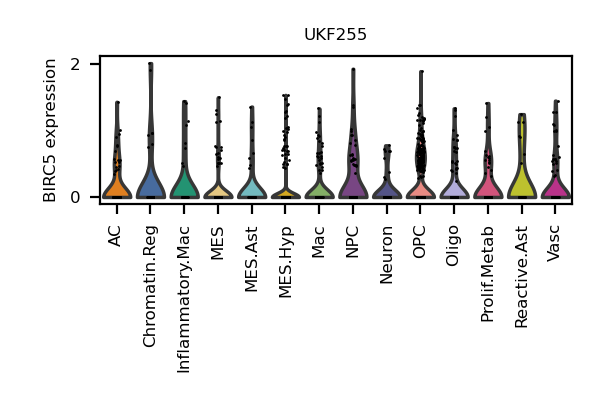 UKF255
BIRC5 expression
2
0
AC
Chromatin.Reg
Inflammatory.Mac
MES
MES.Ast
MES.Hyp
Mac
NPC
Neuron
OPC
Oligo
Prolif.Metab
Reactive.Ast
Vasc